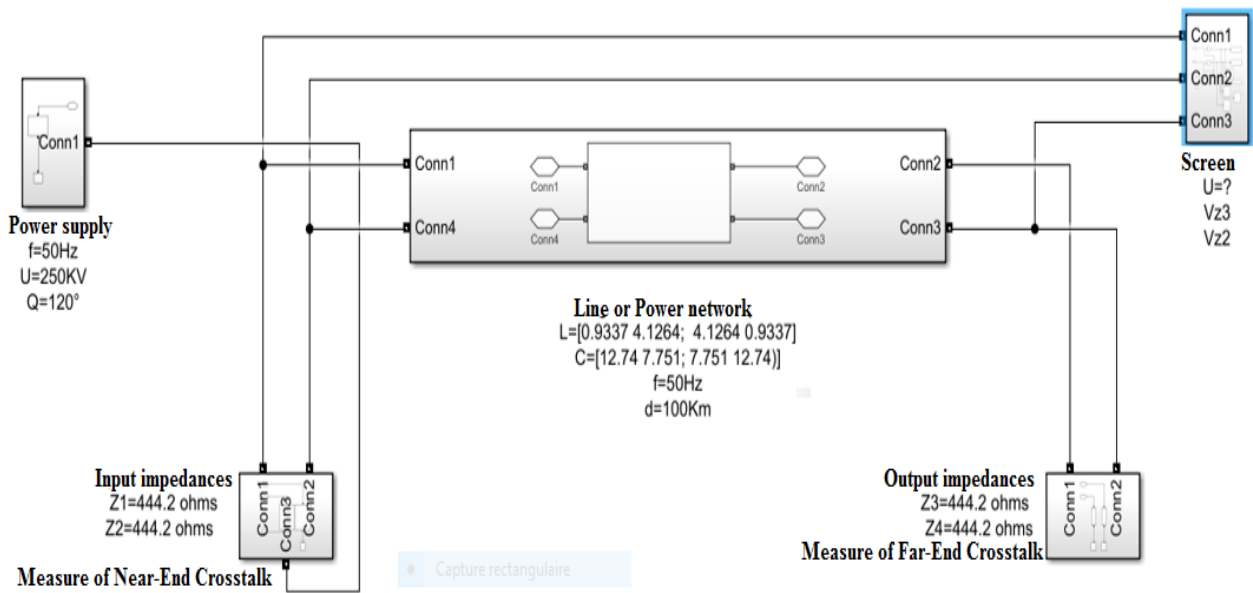 Conn1
Power supply
f=50Hz
U=250KV
Q=120°
Conn1
Conn4
Conn1
Conn4
Conn2
Conn3
Conn2
Conn3
Line or Power network
L=[0.9337 4.1264; 4.1264 0.9337]
C=[12.74 7.751; 7.751 12.74)]
f=50Hz
d=100Km
Conn1
Conn2
Conn3
Screen
U=?
Vz3
Vz2
Input impedances
Z1=444.2 ohms
Z2=444.2 ohms
Conn1
Conn3
Conn2
Measure of Near-End Crosstalk
Capture rectangulaire
Output impedances
Z3=444.2 ohms
Z4=444.2 ohms
Conn1
Conn2
Measure of Far-End Crosstalk